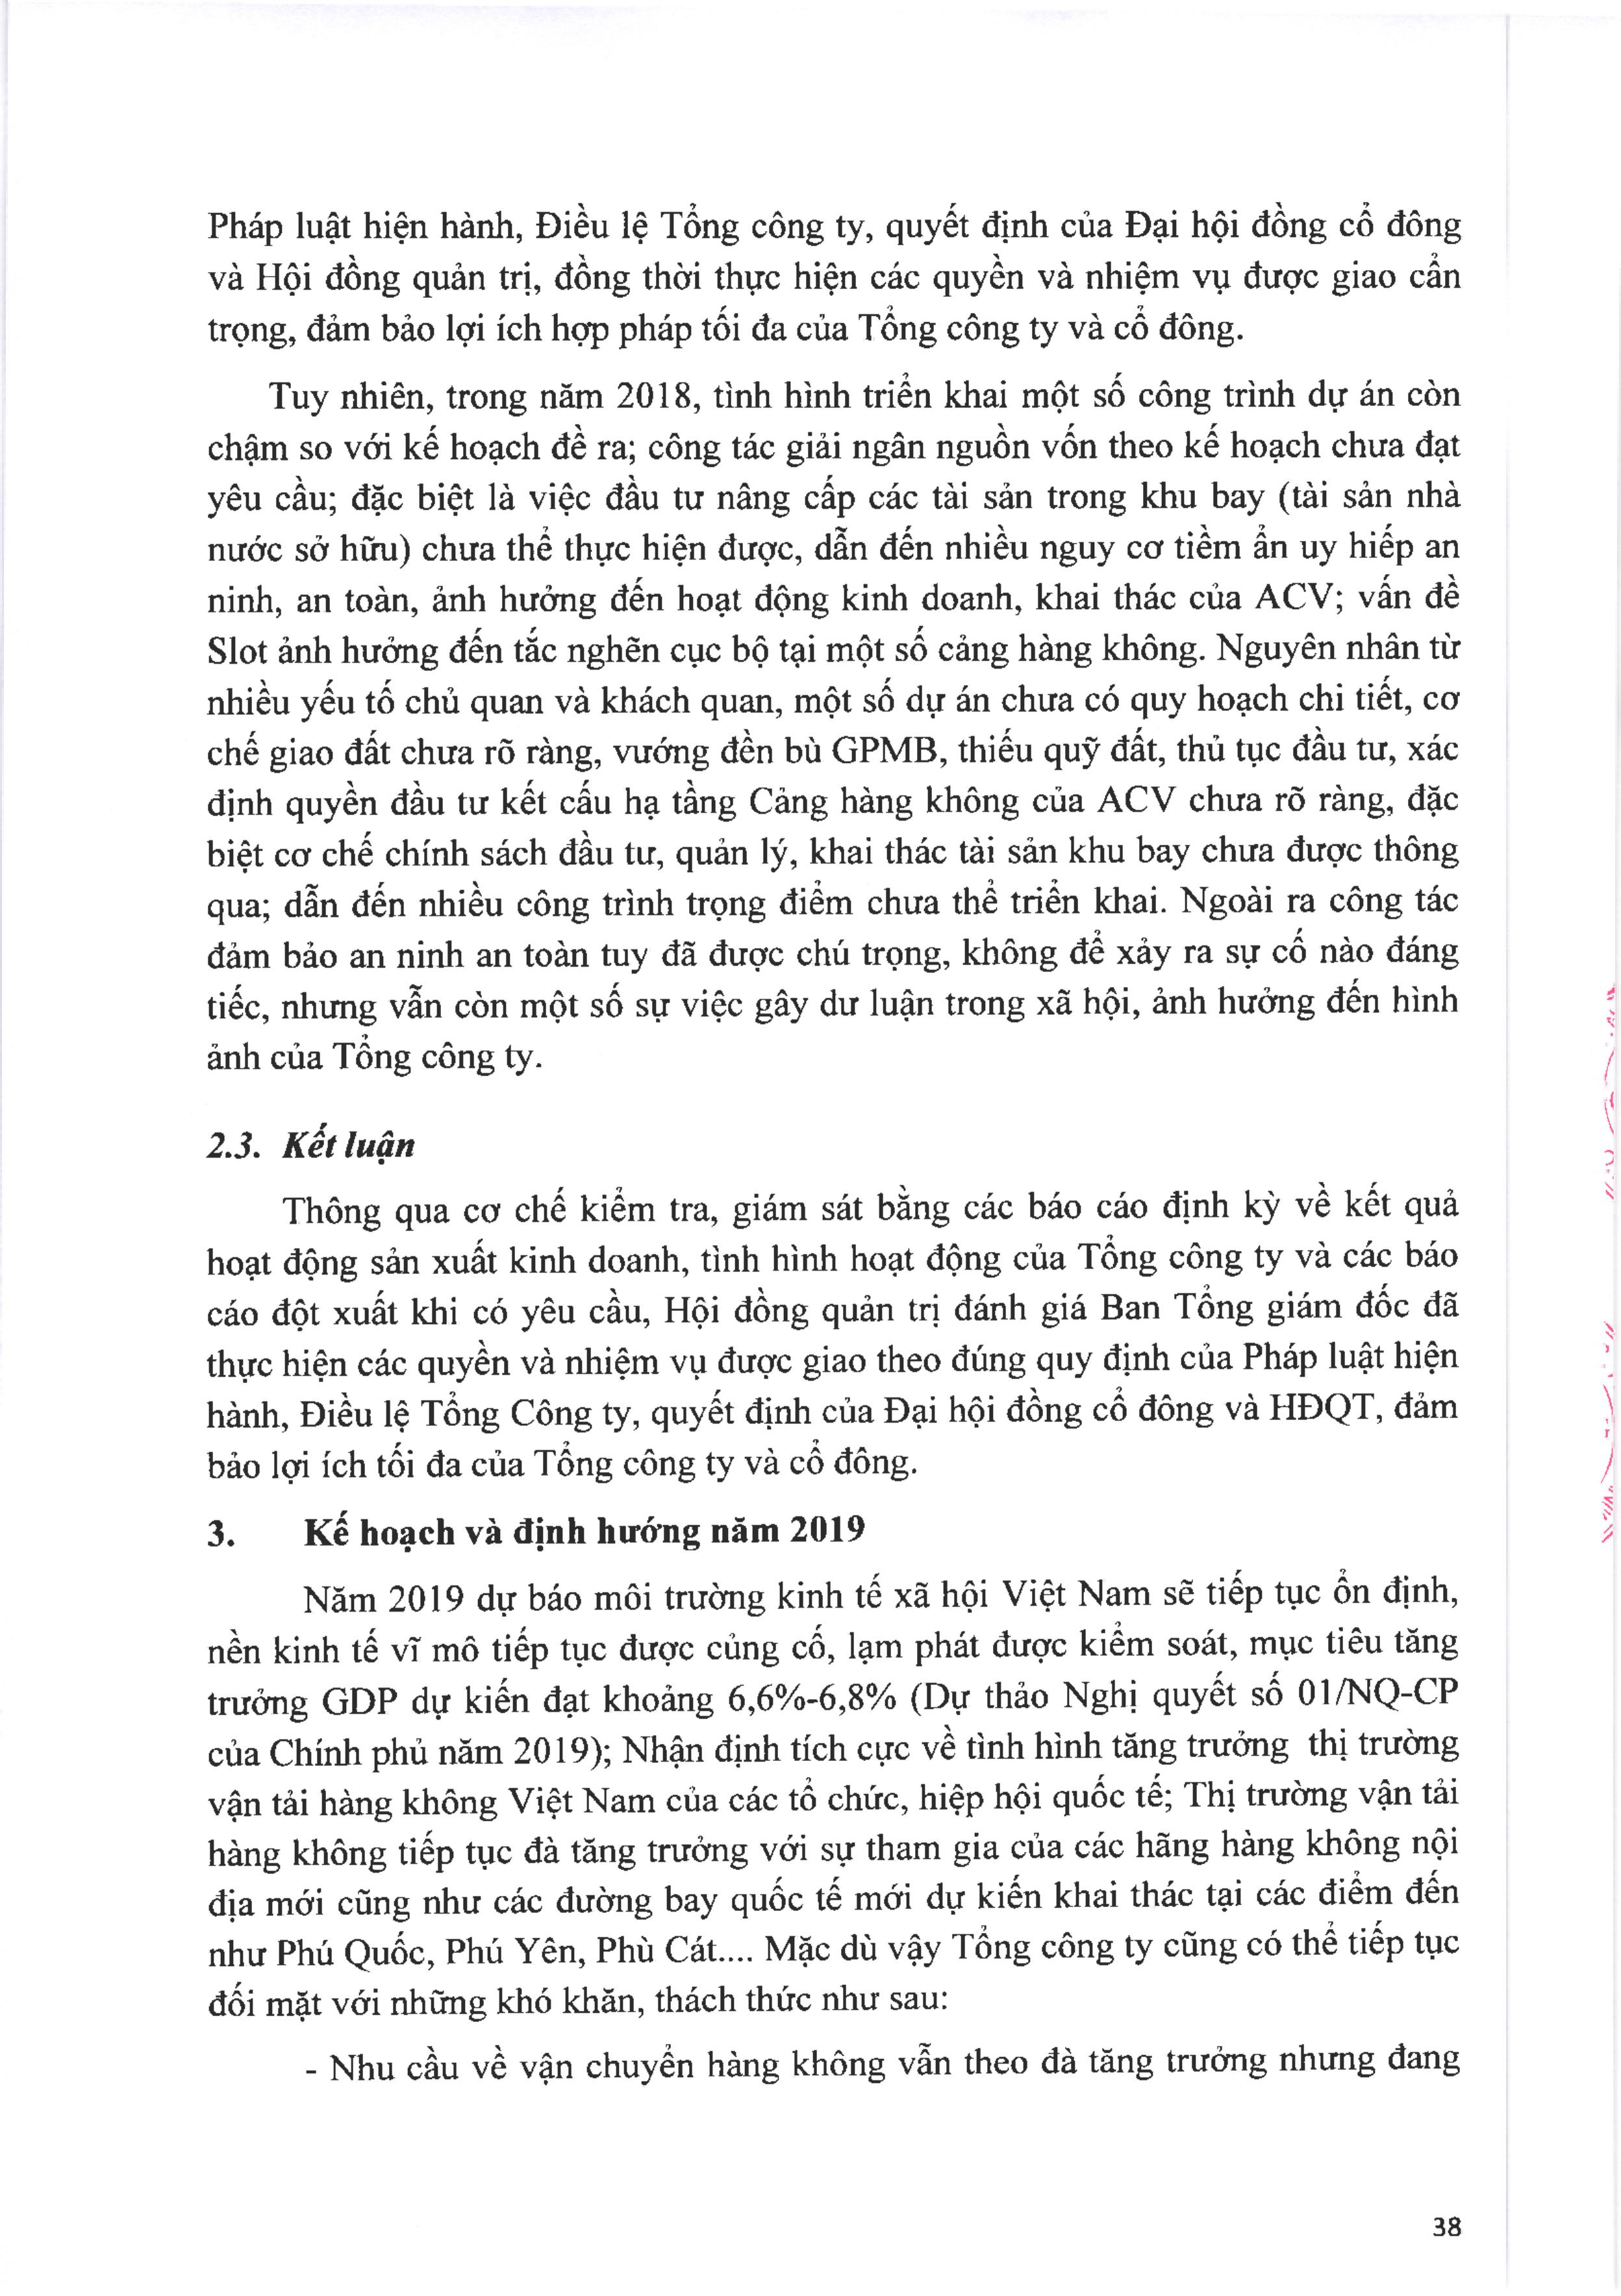 Pháp luật hiện hành, Điều lệ Tổng công ty, quyết định của Đại hội đồng cổ đông
và Hội đồng quản trị, đồng thời thực hiện các quyền và nhiệm vụ được giao cẩn
trọng, đảm bảo lợi ích hợp pháp tối đa của Tổng công ty và cổ đông.
Tuy nhiên, trong năm 2018, tình hình triển khai một số công trình dự án còn
chậm so với kế hoạch đề ra; công tác giải ngân nguồn vốn theo kế hoạch chưa đạt
yêu cầu; đặc biệt là việc đầu tư nâng cấp các tài sản trong khu bay (tài sản nhà
nước sở hữu) chưa thể thực hiện được, dẫn đến nhiều nguy cơ tiềm ẩn uy hiếp an
ninh, an toàn, ảnh hưởng đến hoạt động kinh doanh, khai thác của ACV; vấn đề
Slot ảnh hưởng đến tắc nghẽn cục bộ tại một số cảng hàng không. Nguyên nhân từ
nhiều yếu tố chủ quan và khách quan, một số dự án chưa có quy hoạch chi tiết, cơ
chế giao đất chưa rõ ràng, vướng đền bù GPMB, thiếu quỹ đất, thủ tục đầu tư, xác
định quyền đầu tư kết cấu hạ tầng Cảng hàng không của ACV chưa rõ ràng, đặc
biệt cơ chế chính sách đầu tư, quản lý, khai thác tài sản khu bay chưa được thông
qua; dẫn đến nhiều công trình trọng điểm chưa thể triển khai. Ngoài ra công tác
đảm bảo an ninh an toàn tuy đã được chú trọng, không để xảy ra sự cố nào đáng
tiếc, nhưng vẫn còn một số sự việc gây dư luận trong xã hội, ảnh hưởng đến hình
ảnh của Tổng công ty.
2.3. Kết luận
Thông qua cơ chế kiểm tra, giám sát bằng các báo cáo định kỳ về kết quả
hoạt động sản xuất kinh doanh, tình hình hoạt động của Tổng công ty và các báo
cáo đột xuất khi có yêu cầu, Hội đồng quản trị đánh giá Ban Tổng giám đốc đã
thực hiện các quyền và nhiệm vụ được giao theo đúng quy định của Pháp luật hiện
hành, Điều lệ Tổng Công ty, quyết định của Đại hội đồng cổ đông và HĐQT, đảm
bảo lợi ích tối đa của Tổng công ty và cổ đông.
3. Kế hoạch và định hướng năm 2019
Năm 2019 dự báo môi trường kinh tế xã hội Việt Nam sẽ tiếp tục ổn định,
nền kinh tế vĩ mô tiếp tục được củng cố, lạm phát được kiểm soát, mục tiêu tăng
trưởng GDP dự kiến đạt khoảng 6,6%-6,8% (Dự thảo Nghị quyết số 01/NQ-CP
của Chính phủ năm 2019); Nhận định tích cực về tình hình tăng trưởng thị trường
vận tải hàng không Việt Nam của các tổ chức, hiệp hội quốc tế; Thị trường vận tải
hàng không tiếp tục đà tăng trưởng với sự tham gia của các hãng hàng không nội
địa mới cũng như các đường bay quốc tế mới dự kiến khai thác tại các điểm đến
như Phú Quốc, Phú Yên, Phù Cát.... Mặc dù vậy Tổng công ty cũng có thể tiếp tục
đối mặt với những khó khăn, thách thức như sau:
- Nhu cầu về vận chuyển hàng không vẫn theo đà tăng trưởng nhưng đang
38